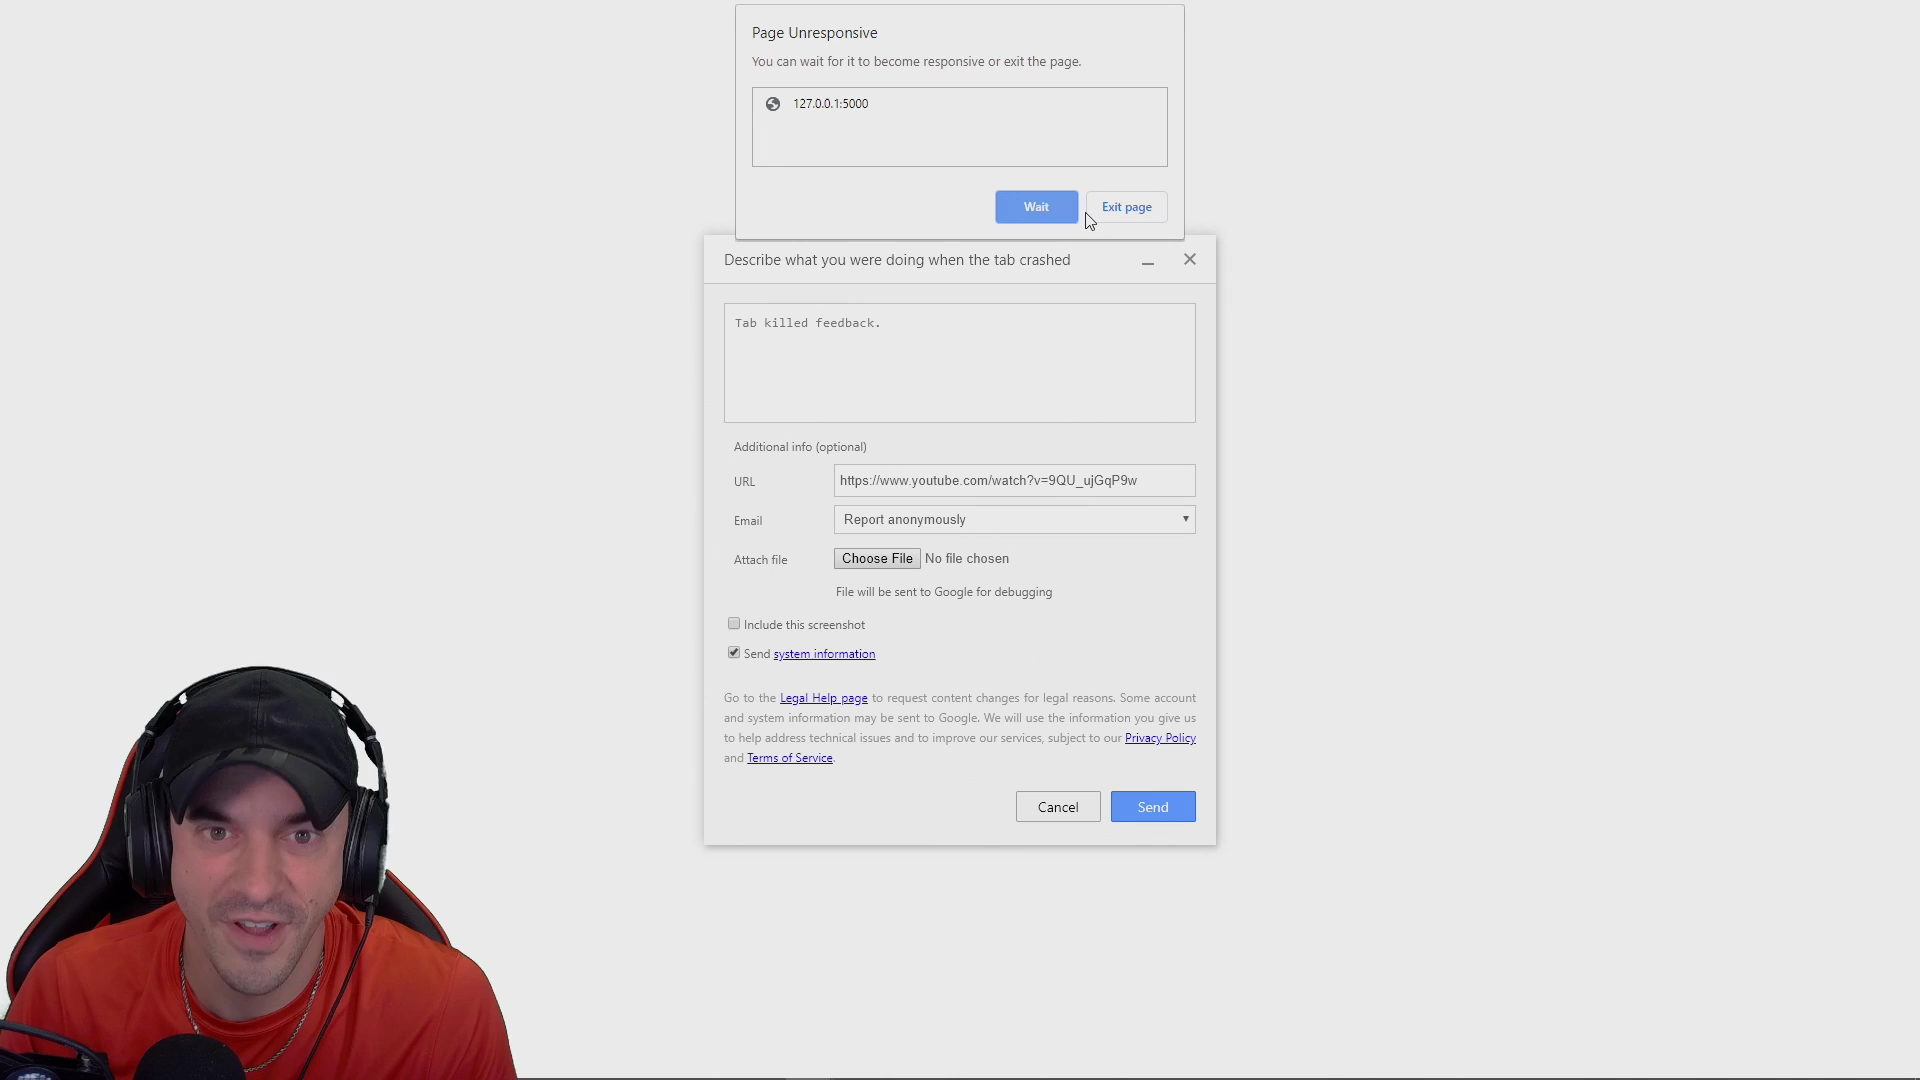 Page Unresponsive
You can wait for it to become responsive or exit the page.
127.0.0.1:5000
Wait
Exit page
Describe what you were doing when the tab crashed
Tab killed feedback.
Additional info (optional)
URL
https://www.youtube.com/watch?v=9QU_ujGqP9w
Email
Report anonymously
Attach file
Choose File No file chosen
File will be sent to Google for debugging
Include this screenshot
Send system information
Go to the Legal Help page to request content changes for legal reasons. Some account
and system information may be sent to Google. We will use the information you give us
to help address technical issues and to improve our services, subject to our Privacy Policy
and Terms of Service.
Cancel
Send